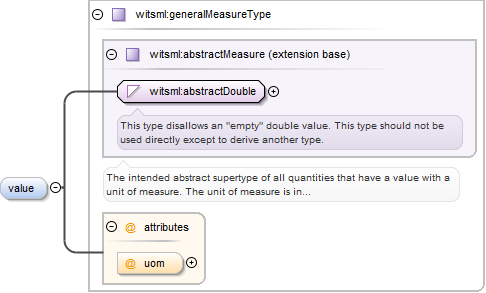 witsml:generalMeasureType
witsml:abstractMeasure (extension base)
witsml:abstractDouble
This type disallows an "empty" double value. This type should not be
used directly except to derive another type.
The intended abstract supertype of all quantities that have a value with a
unit of measure. The unit of measure is in...
value
@ attributes
@ uom